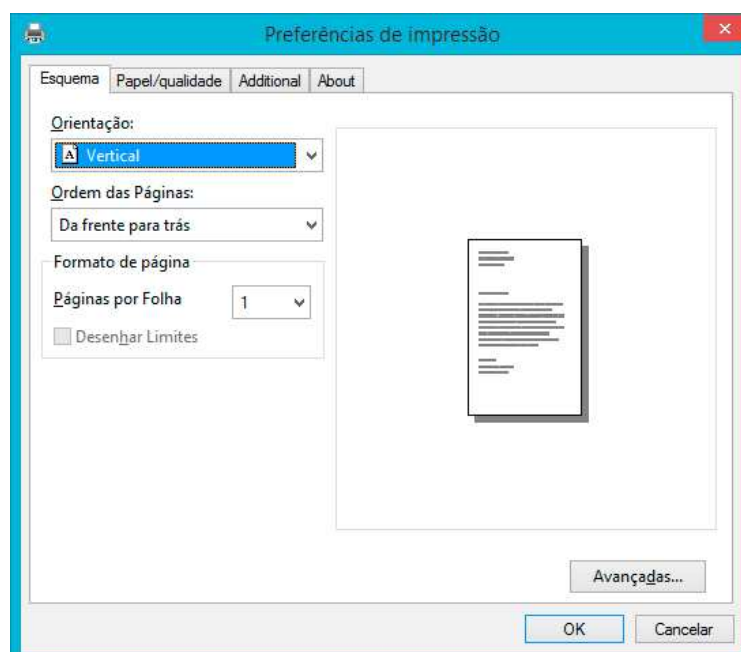 Preferências de impressão
Esquema Papel/qualidade Additional About
Orientação:
A Vertical
Ordem das Páginas:
Da frente para trás
Formato de página
Páginas por Folha 1
Desenhar Limites
Avançadas...
OK Cancelar